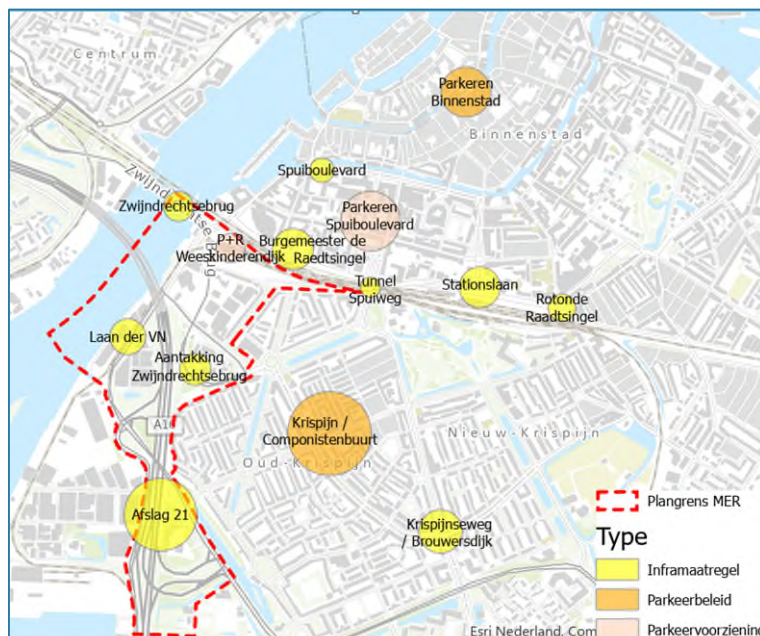 Centrum
Parkeren
Binnenstad
Binnenstad
Spuiboulevard
Zwijndrechtsebrug
Zwijndrechtse Brug
Parkeren
Spuiboulevard
P+R
Weeskinderendijk
Burgemeester de
Raedtsingel
Tunnel
Spuiweg
Stationslaan
Rotonde
Raadtsingel
Laan der VN
Aantakking
Zwijndrechtsebrug
A16
Krispijn /
Componistenbuurt
Oud-Krispijn
Nieuw-Krispijn
Afslag 21
Krispijnseweg
/ Brouwersdijk
Plangrens MER
Type
Inframaatregel
Parkeerbeleid
Parkeervoorziening
Esri Nederland, Com